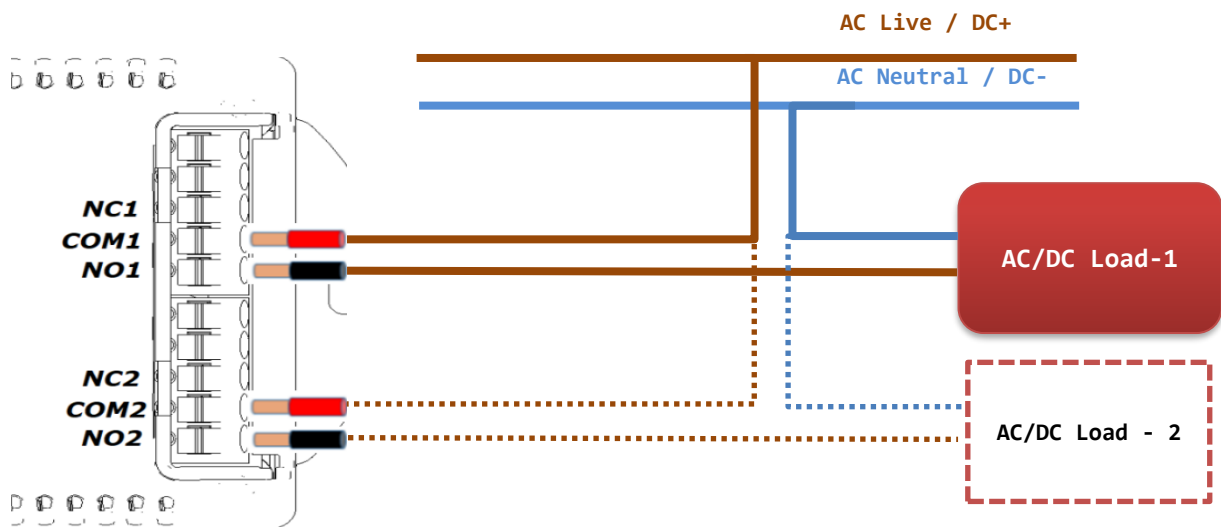 AC Live / DC+
AC Neutral / DC-
NC1
COM1
NO1
AC/DC Load-1
NC2
COM2
NO2
AC/DC Load - 2